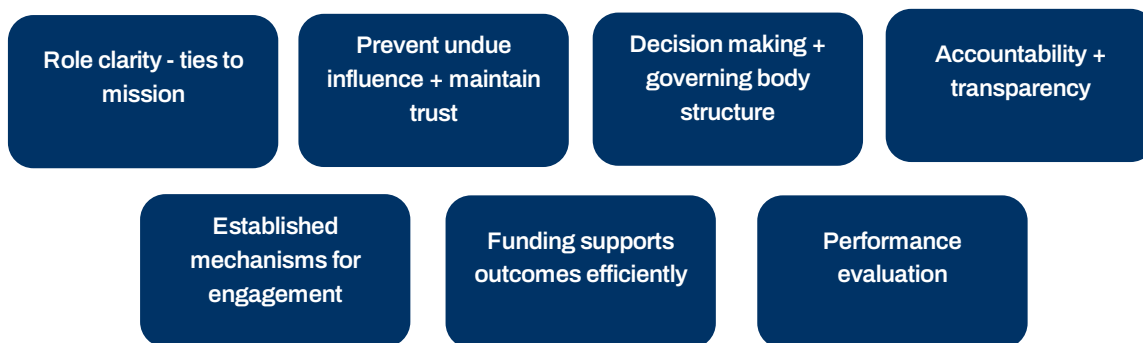 Role clarity - ties to
mission
Prevent undue
influence + maintain
trust
Decision making +
governing body
structure
Accountability +
transparency
Established
mechanisms for
engagement
Funding supports
outcomes efficiently
Performance
evaluation